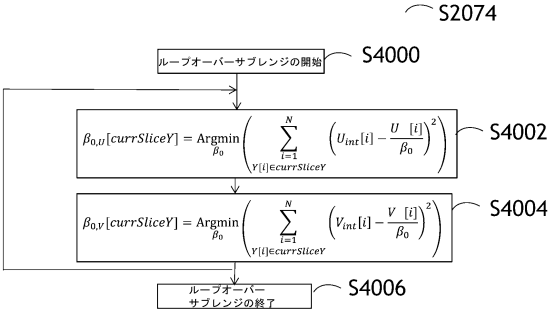 S2074
ループオーバーサブレンジの開始
S4000
β₀,U[currSliceY] = Argmin β₀ ( ∑ i=1 N Y[i]∈currSliceY ( Uint[i] − U [i] / β₀ )² )
S4002
β₀,V[currSliceY] = Argmin β₀ ( ∑ i=1 N Y[i]∈currSliceY ( Vint[i] − V [i] / β₀ )² )
S4004
ループオーバー
サブレンジの終了
S4006